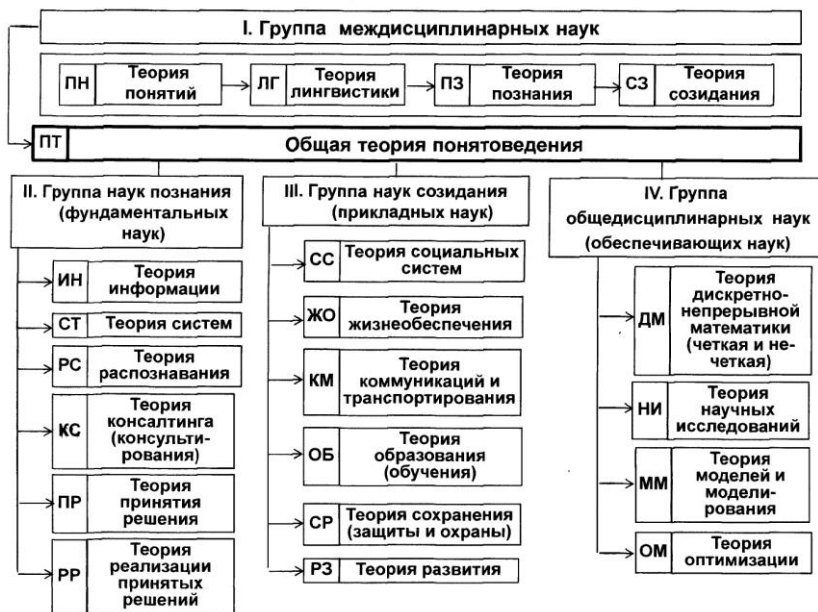 I. Группа междисциплинарных наук
ПН
Теория
понятий
ЛГ
Теория
лингвистики
ПЗ
Теория
познания
СЗ
Теория
созидания
ПТ
Общая теория понятоведения
II. Группа наук познания
(фундаментальных
наук)
ИН
Теория
информации
СТ
Теория систем
РС
Теория
распознавания
КС
Теория
консалтинга
(консульти-
рования)
ПР
Теория
принятия
решения
РР
Теория
реализации
принятых
решений
III. Группа наук созидания
(прикладных наук)
СС
Теория социальных
систем
ЖО
Теория
жизнеобеспечения
КМ
Теория
коммуникаций и
транспортирования
ОБ
Теория
образования
(обучения)
СР
Теория сохранения
(защиты и охраны)
РЗ
Теория развития
IV. Группа
общедисциплинарных наук
(обеспечивающих наук)
ДМ
Теория
дискретно-
непрерывной
математики
(четкая и не-
четкая)
НИ
Теория
научных
исследований
ММ
Теория
моделей и
модели-
рования
ОМ
Теория
оптимизации